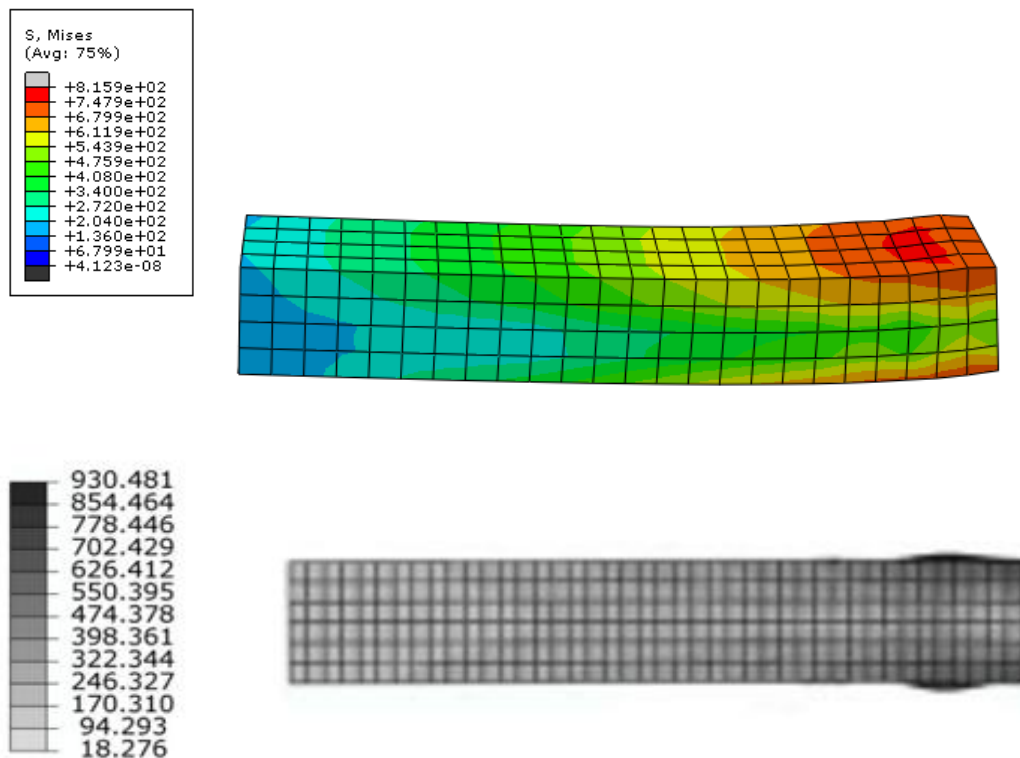 S, Mises
(Avg: 75%)
+8.159e+02
+7.479e+02
+6.799e+02
+6.119e+02
+5.439e+02
+4.759e+02
+4.080e+02
+3.400e+02
+2.720e+02
+2.040e+02
+1.360e+02
+6.799e+01
+4.123e-08
930.481
854.464
778.446
702.429
626.412
550.395
474.378
398.361
322.344
246.327
170.310
94.293
18.276